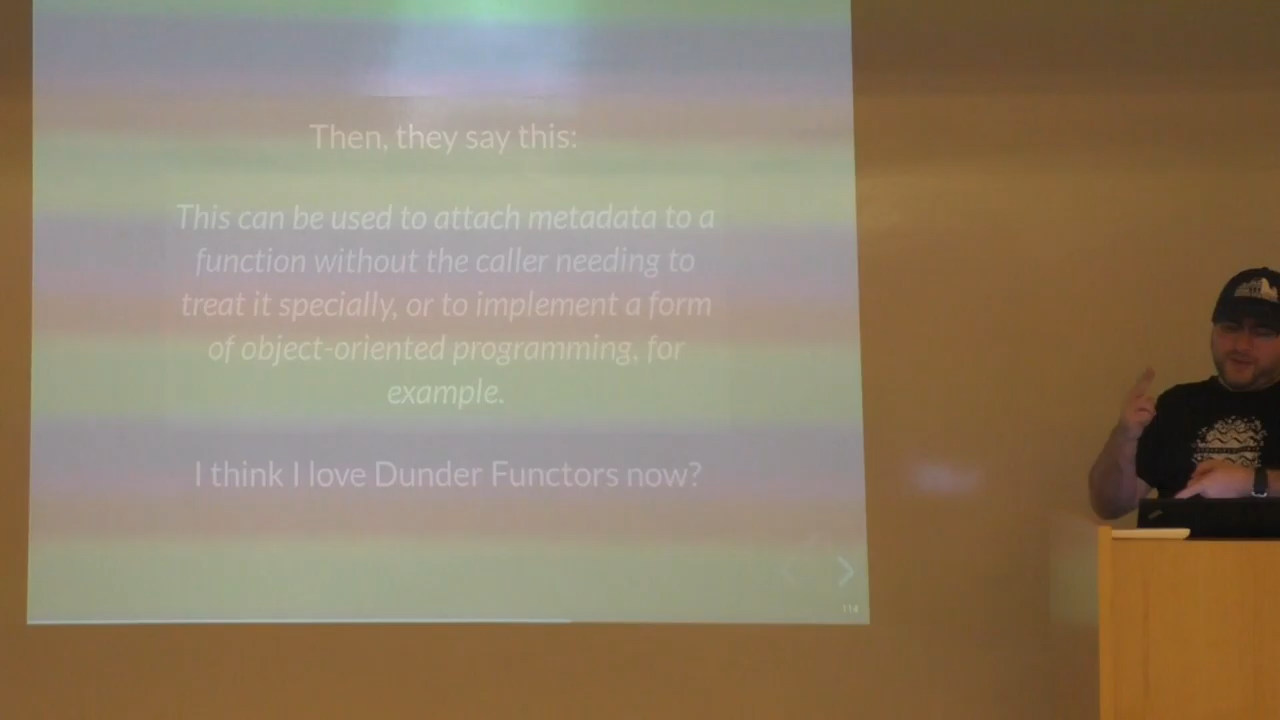 Then, they say this:
This can be used to attach metadata to a
function without the caller needing to
treat it specially, or to implement a form
of object-oriented programming, for
example.
I think I love Dunder Functors now?
114